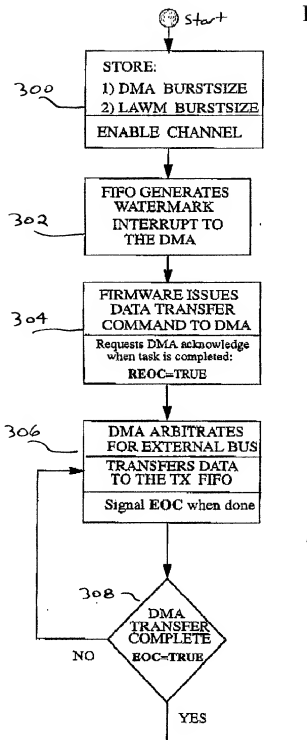 Start
300
STORE:
1) DMA BURSTSIZE
2) LAWM BURSTSIZE
ENABLE CHANNEL
302
FIFO GENERATES
WATERMARK
INTERRUPT TO
THE DMA
304
FIRMWARE ISSUES
DATA TRANSFER
COMMAND TO DMA
Requests DMA acknowledge
when task is completed:
REOC=TRUE
306
DMA ARBITRATES
FOR EXTERNAL BUS
TRANSFERS DATA
TO THE TX FIFO
Signal EOC when done
308
DMA
TRANSFER
COMPLETE
EOC=TRUE
NO
YES